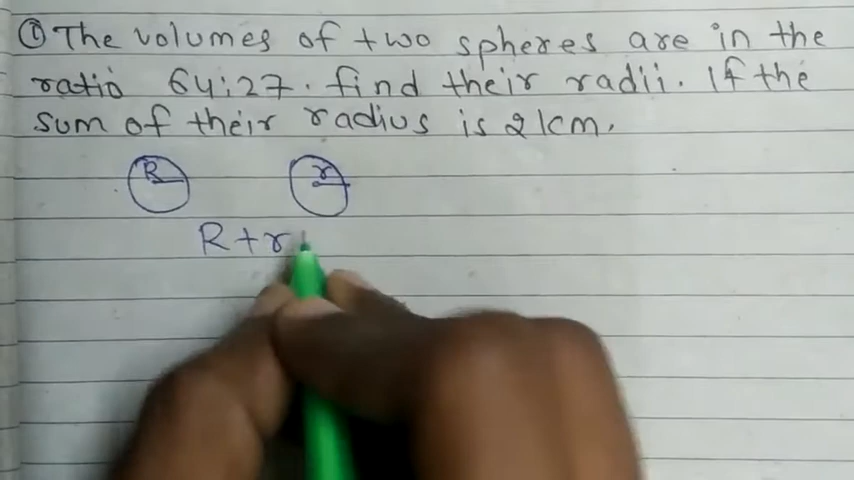 ① The volumes of two spheres are in the
ratio 64:27. find their radii. If the
sum of their radius is 21cm.
R r
R+r